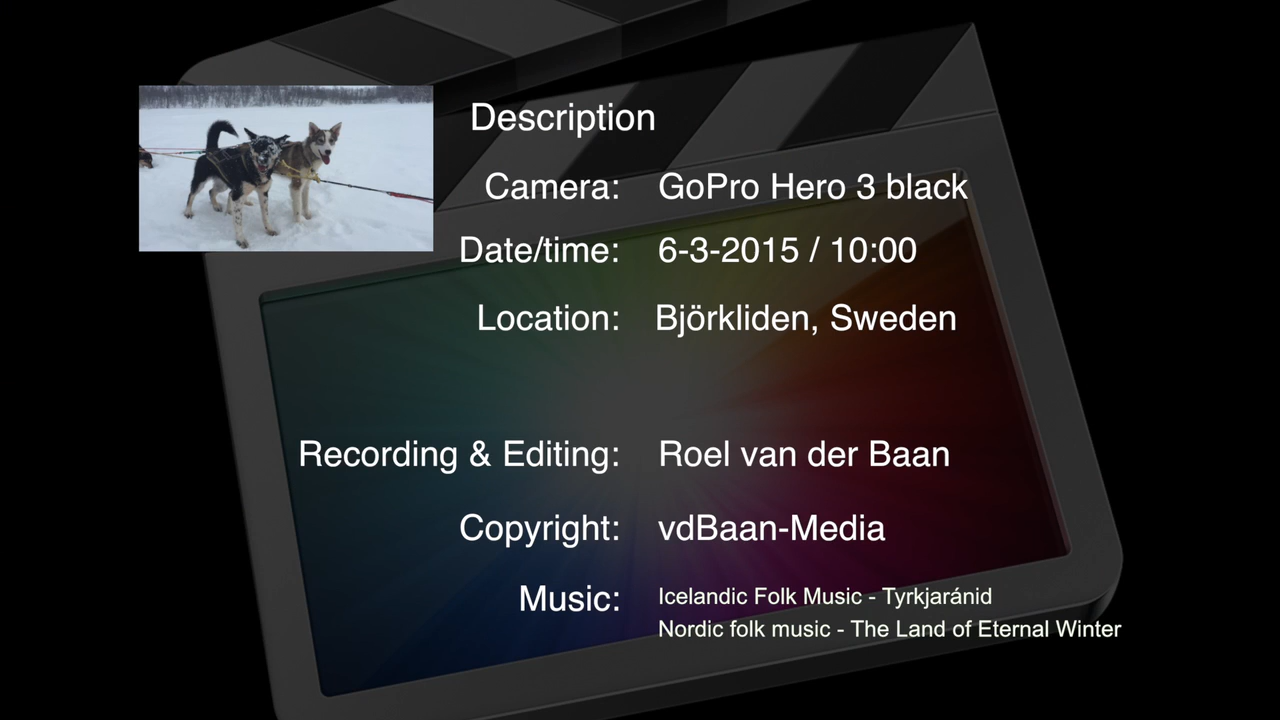 Description
Camera: GoPro Hero 3 black
Date/time: 6-3-2015 / 10:00
Location: Björkliden, Sweden
Recording & Editing: Roel van der Baan
Copyright: vdBaan-Media
Music: Icelandic Folk Music - Tyrkjaránid
Nordic folk music - The Land of Eternal Winter